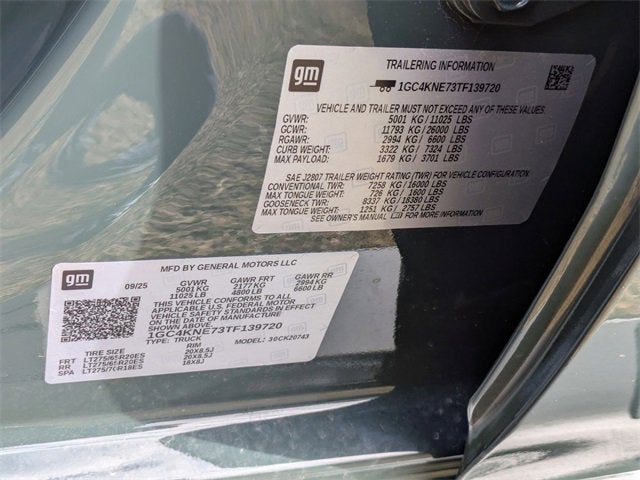 gm
TRAILERING INFORMATION
1GC4KNE73TF139720
VEHICLE AND TRAILER MUST NOT EXCEED ANY OF THESE VALUES.
GVWR: 5001 KG / 11025 LBS
GCWR: 11793 KG / 26000 LBS
RGAWR: 2994 KG / 6600 LBS
CURB WEIGHT: 3322 KG / 7324 LBS
MAX PAYLOAD: 1679 KG / 3701 LBS
SAE J2807 TRAILER WEIGHT RATING (TWR) FOR VEHICLE CONFIGURATION.
CONVENTIONAL TWR: 7258 KG / 16000 LBS
MAX TONGUE WEIGHT: 726 KG / 1600 LBS
GOOSENECK TWR: 8337 KG / 18380 LBS
MAX TONGUE WEIGHT: 1251 KG / 2757 LBS
SEE OWNER'S MANUAL FOR MORE INFORMATION
gm
MFD BY GENERAL MOTORS LLC
09/25 GVWR GAWR FRT GAWR RR
5001 KG 2177 KG 2994 KG
11025 LB 4800 LB 6600 LB
THIS VEHICLE CONFORMS TO ALL
APPLICABLE U.S. FEDERAL MOTOR
VEHICLE SAFETY STANDARDS IN EFFECT
ON THE DATE OF MANUFACTURE
SHOWN ABOVE.
1GC4KNE73TF139720
TYPE: TRUCK MODEL: 30CK20743
TIRE SIZE RIM
FRT LT275/65R20ES 20X8.5J
RR LT275/65R20ES 20X8.5J
SPA LT275/70R18ES 18X8J